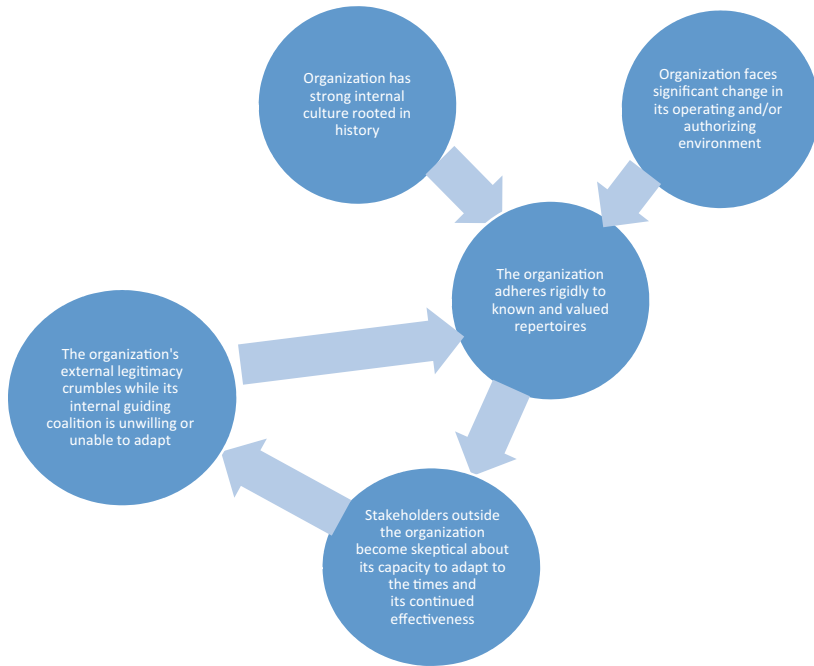 Organization has
strong internal
culture rooted in
history
Organization faces
significant change in
its operating and/or
authorizing
environment
The organization
adheres rigidly to
known and valued
repertoires
The organization's
external legitimacy
crumbles while its
internal guiding
coalition is unwilling or
unable to adapt
Stakeholders outside
the organization
become skeptical about
its capacity to adapt to
the times and
its continued
effectiveness